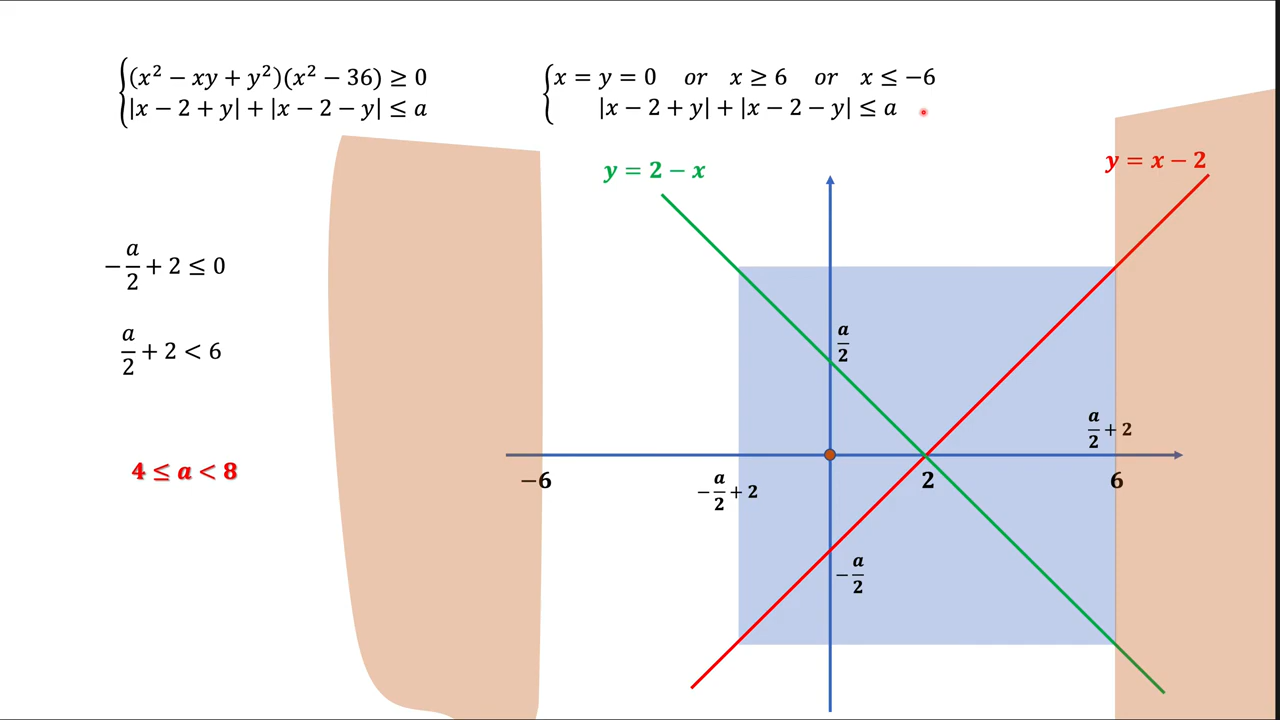 (x² − xy + y²)(x² − 36) ≥ 0
|x − 2 + y| + |x − 2 − y| ≤ a
x = y = 0 or x ≥ 6 or x ≤ −6
|x − 2 + y| + |x − 2 − y| ≤ a
y = 2 − x
y = x − 2
−a/2 + 2 ≤ 0
a/2 + 2 < 6
4 ≤ a < 8
a/2
a/2 + 2
−6
−a/2 + 2
2
6
−a/2